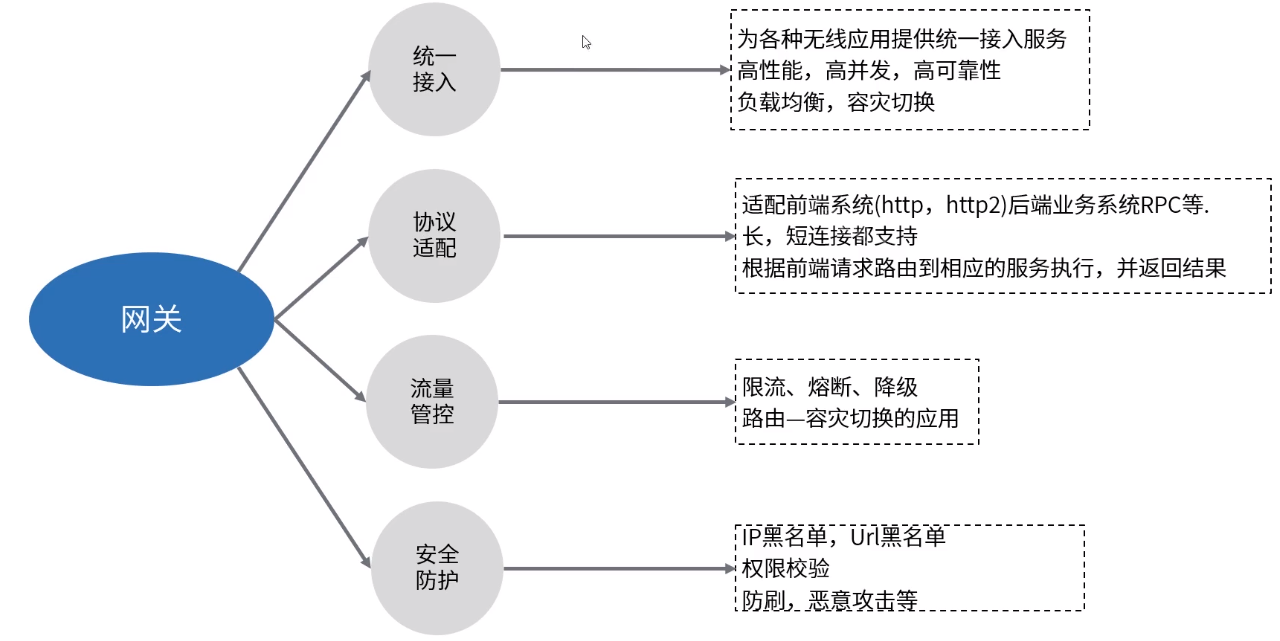 网关
统一
接入
为各种无线应用提供统一接入服务
高性能，高并发，高可靠性
负载均衡，容灾切换
协议
适配
适配前端系统(http，http2)后端业务系统RPC等.
长，短连接都支持
根据前端请求路由到相应的服务执行，并返回结果
流量
管控
限流、熔断、降级
路由—容灾切换的应用
安全
防护
IP黑名单，Url黑名单
权限校验
防刷，恶意攻击等